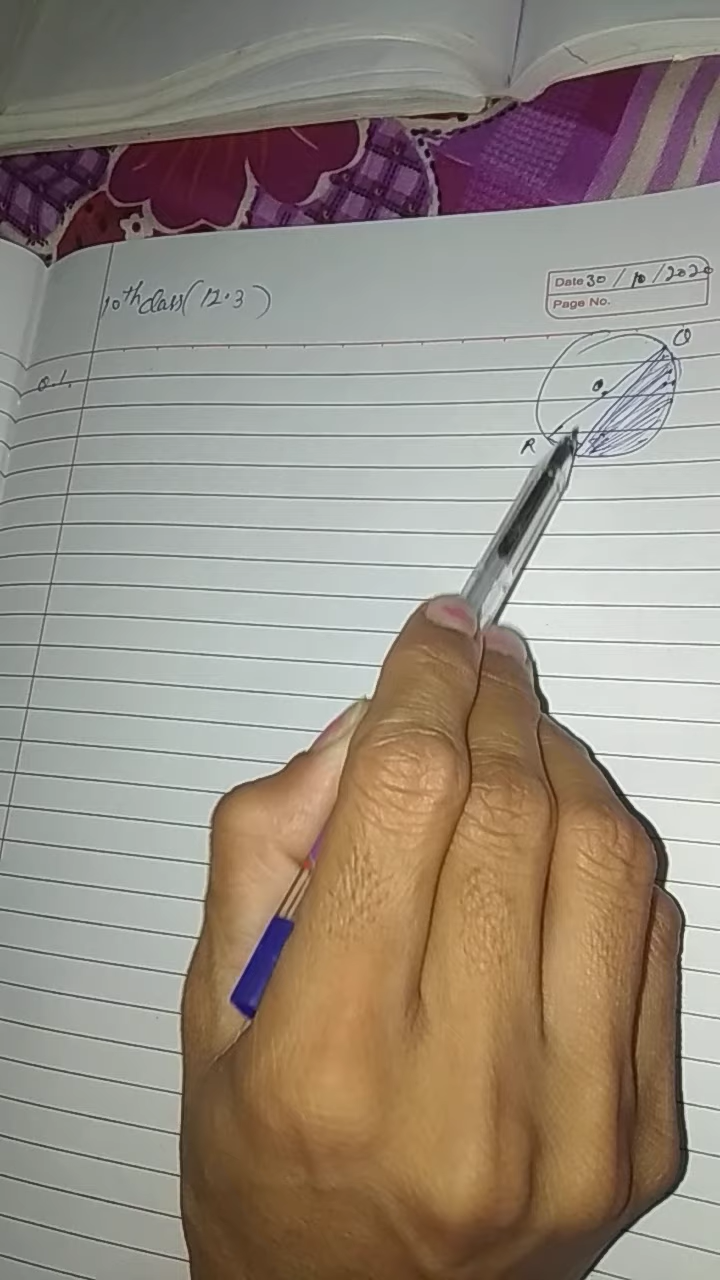 10th class (12.3)
Date 30 / 10 / 2020
Page No.
Q.1.
Q
O
R